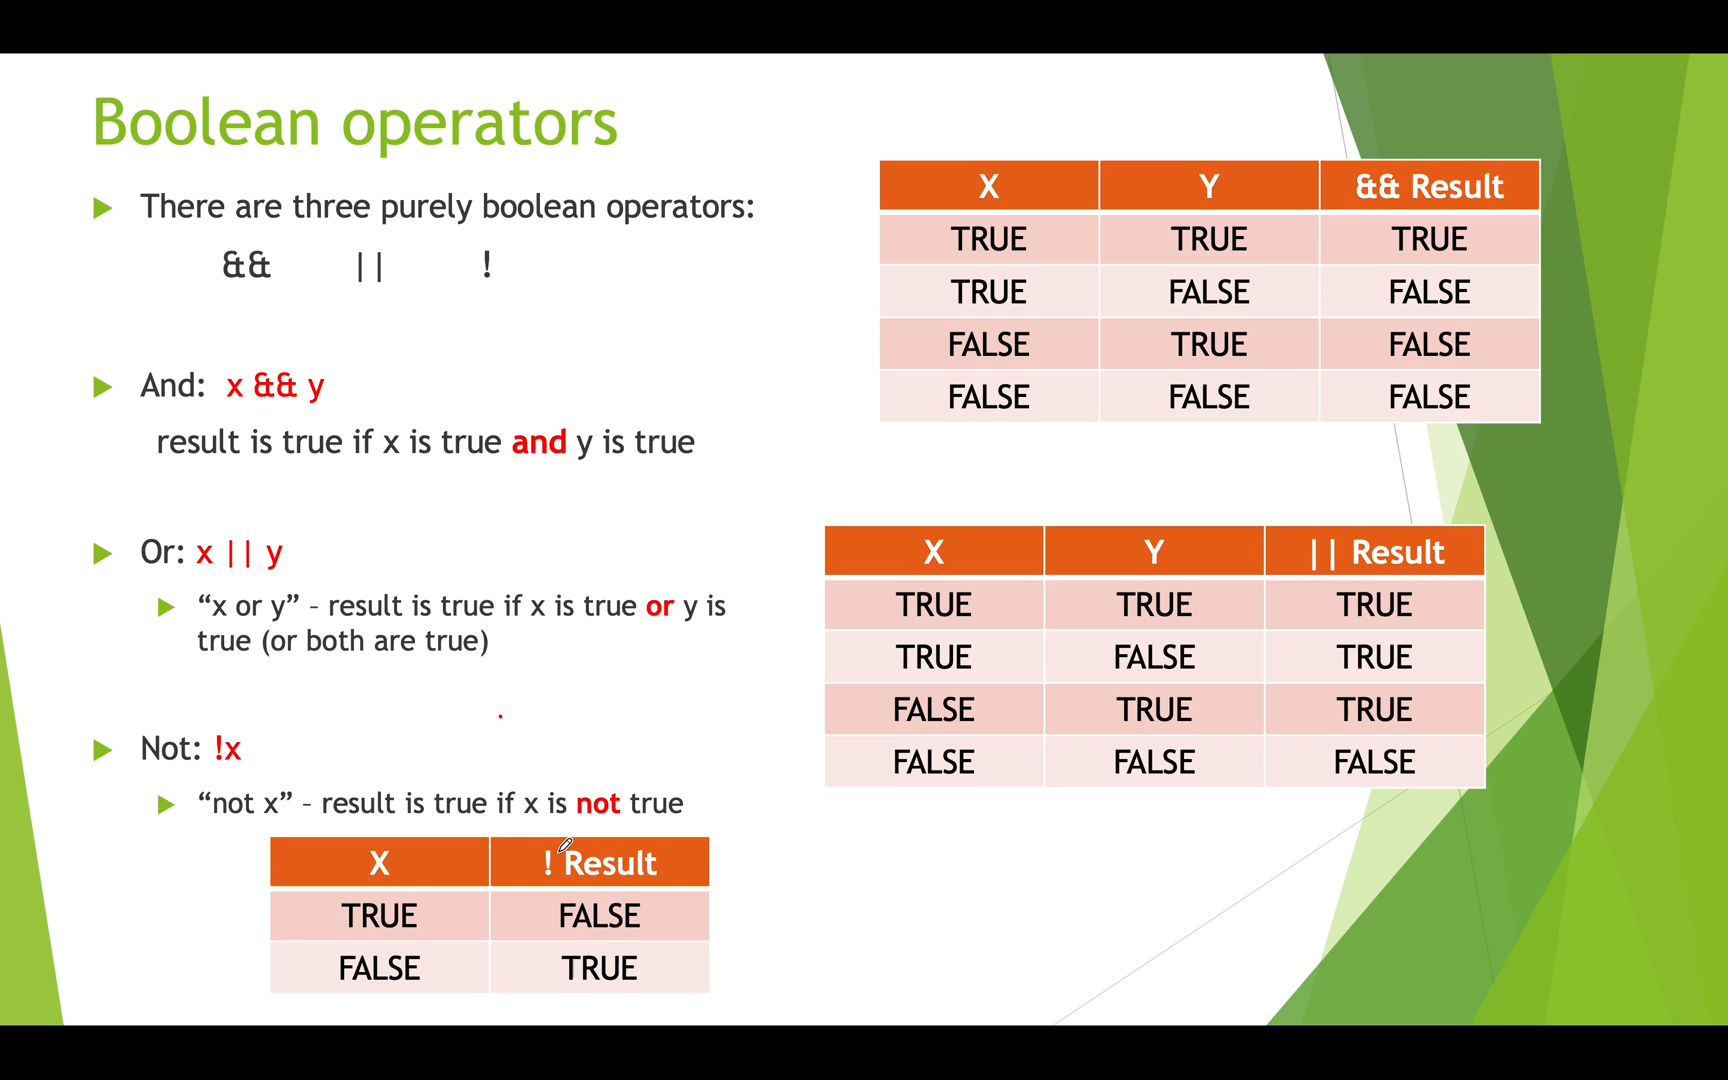 Boolean operators
There are three purely boolean operators:
&& || !
And: x && y
result is true if x is true and y is true
Or: x || y
“x or y” – result is true if x is true or y is
true (or both are true)
Not: !x
“not x” – result is true if x is not true
X ! Result
TRUE FALSE
FALSE TRUE
X Y && Result
TRUE TRUE TRUE
TRUE FALSE FALSE
FALSE TRUE FALSE
FALSE FALSE FALSE
X Y || Result
TRUE TRUE TRUE
TRUE FALSE TRUE
FALSE TRUE TRUE
FALSE FALSE FALSE